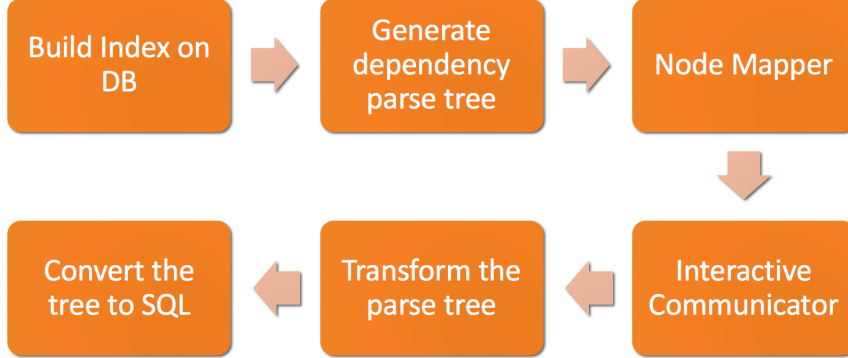 Build Index on
DB
Generate
dependency
parse tree
Node Mapper
Interactive
Communicator
Transform the
parse tree
Convert the
tree to SQL